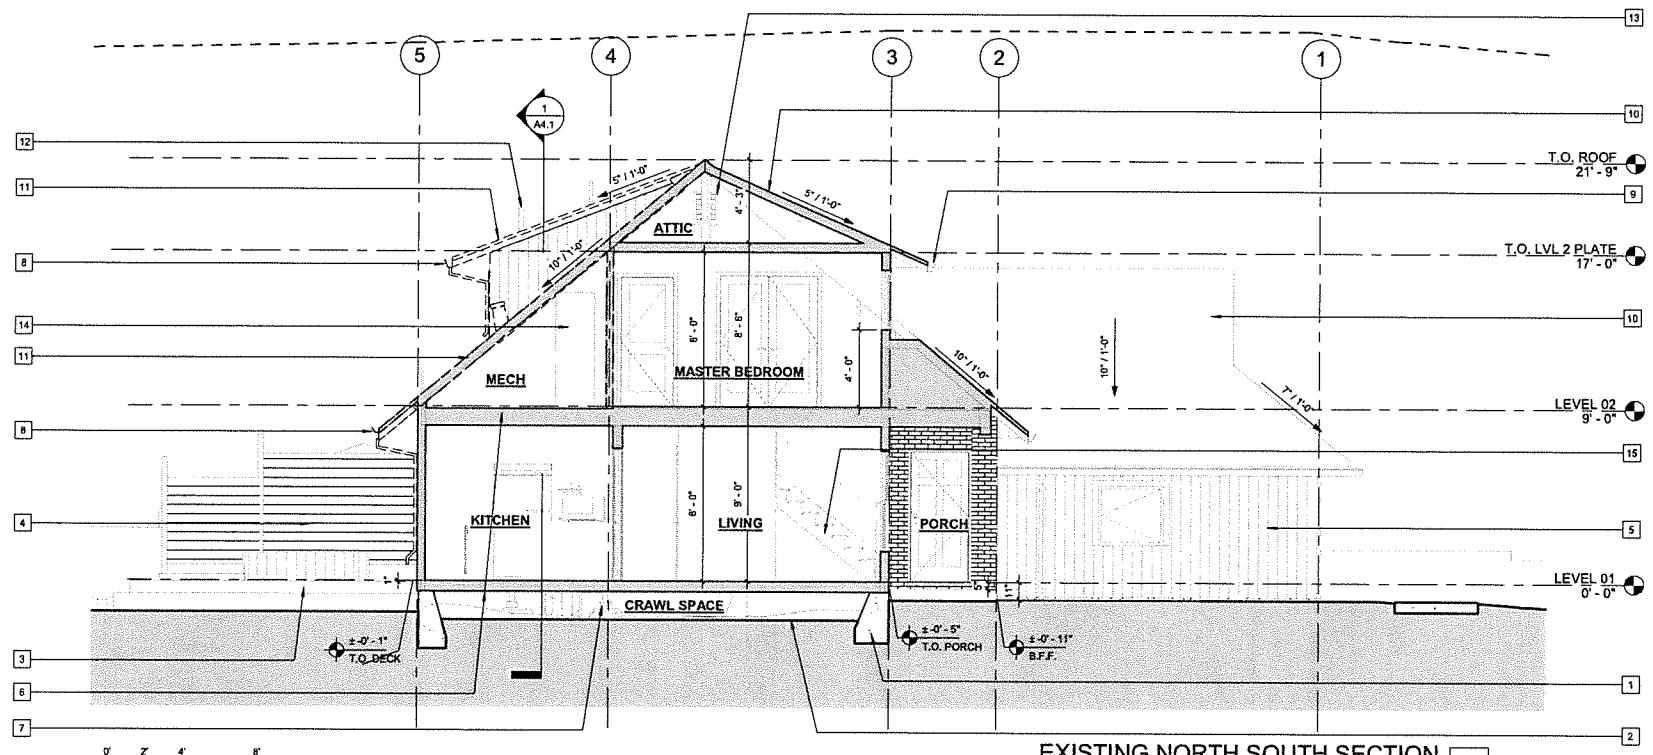 13
5
4
3
2
1
1
A4.1
10
12
T.O. ROOF
21' - 9"
11
5" / 1'-0"
5" / 1'-0"
9
4' - 3"
ATTIC
10" / 1'-0"
T.O. LVL 2 PLATE
17' - 0"
8
14
10
8' - 0"
8' - 6"
11
MECH
MASTER BEDROOM
4' - 0"
10" / 1'-0"
10" / 1'-0"
7" / 1'-0"
LEVEL 02
9' - 0"
8
15
8' - 0"
9' - 0"
4
KITCHEN
LIVING
PORCH
5
LEVEL 01
0' - 0"
1"
5"
11"
CRAWL SPACE
± -0' - 1"
T.O. DECK
± -0' - 5"
T.O. PORCH
± -0' - 11"
B.F.F.
3
6
1
7
2
0' 2' 4' 8'
EXISTING NORTH SOUTH SECTION